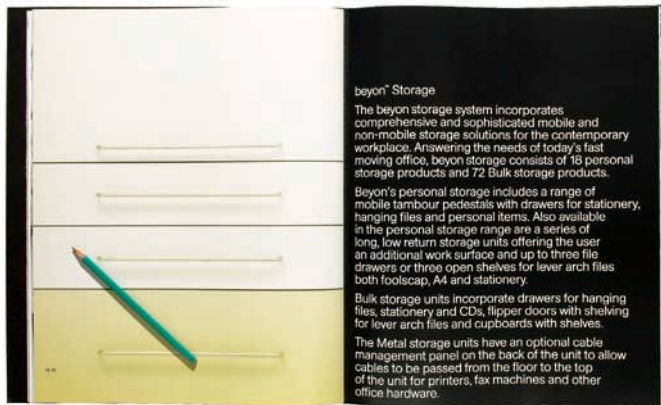 beyon™ Storage
The beyon storage system incorporates
comprehensive and sophisticated mobile and
non-mobile storage solutions for the contemporary
workplace. Answering the needs of today's fast
moving office, beyon storage consists of 18 personal
storage products and 72 Bulk storage products.
Beyon's personal storage includes a range of
mobile tambour pedestals with drawers for stationery,
hanging files and personal items. Also available
in the personal storage range are a series of
long, low return storage units offering the user
an additional work surface and up to three file
drawers or three open shelves for lever arch files
both foolscap, A4 and stationery.
Bulk storage units incorporate drawers for hanging
files, stationery and CDs, flipper doors with shelving
for lever arch files and cupboards with shelves.
The Metal storage units have an optional cable
management panel on the back of the unit to allow
cables to be passed from the floor to the top
of the unit for printers, fax machines and other
office hardware.